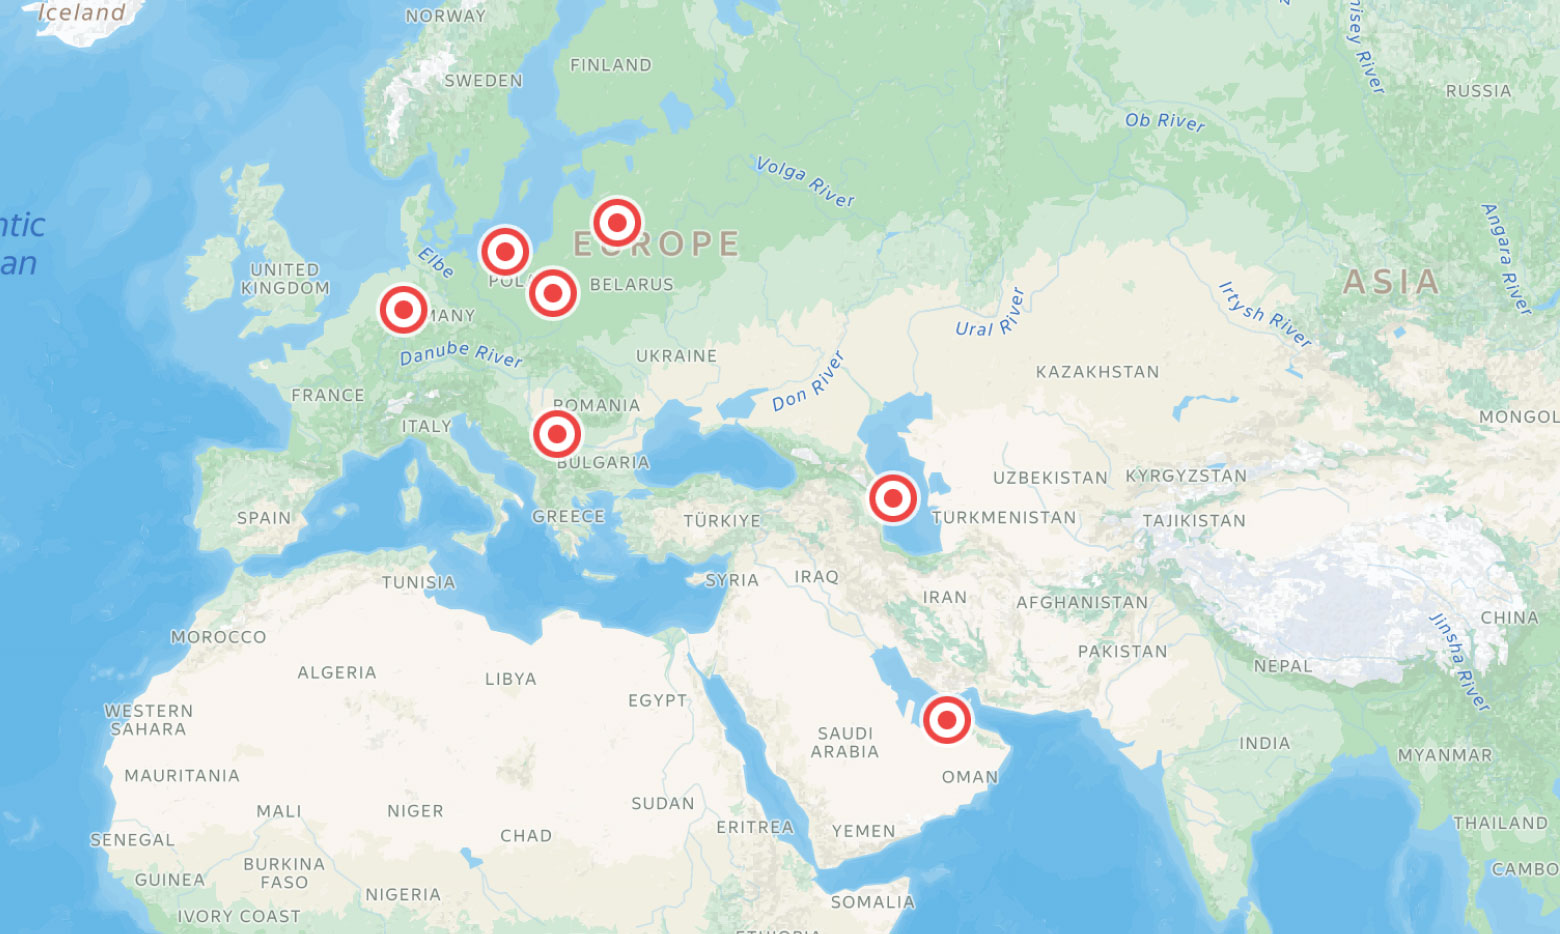 Iceland
NORWAY
FINLAND
SWEDEN
RUSSIA
Ob River
Volga River
ntic
an
EUROPE
Elbe
UNITED
KINGDOM
POL
BELARUS
ASIA
Angara River
MANY
Ural River
Irtysh River
Danube River
UKRAINE
KAZAKHSTAN
FRANCE
ROMANIA
Don River
MONGOL
ITALY
BULGARIA
UZBEKISTAN
KYRGYZSTAN
SPAIN
GREECE
TÜRKIYE
TURKMENISTAN
TAJIKISTAN
TUNISIA
SYRIA
IRAQ
IRAN
AFGHANISTAN
CHINA
MOROCCO
PAKISTAN
NEPAL
Jinsha River
ALGERIA
LIBYA
EGYPT
WESTERN
SAHARA
SAUDI
ARABIA
INDIA
MYANMAR
MAURITANIA
OMAN
MALI
NIGER
SUDAN
CHAD
ERITREA
YEMEN
THAILAND
SENEGAL
BURKINA
FASO
GUINEA
NIGERIA
CAMBO
SOMALIA
IVORY COAST
ETHIOPIA
nisey River